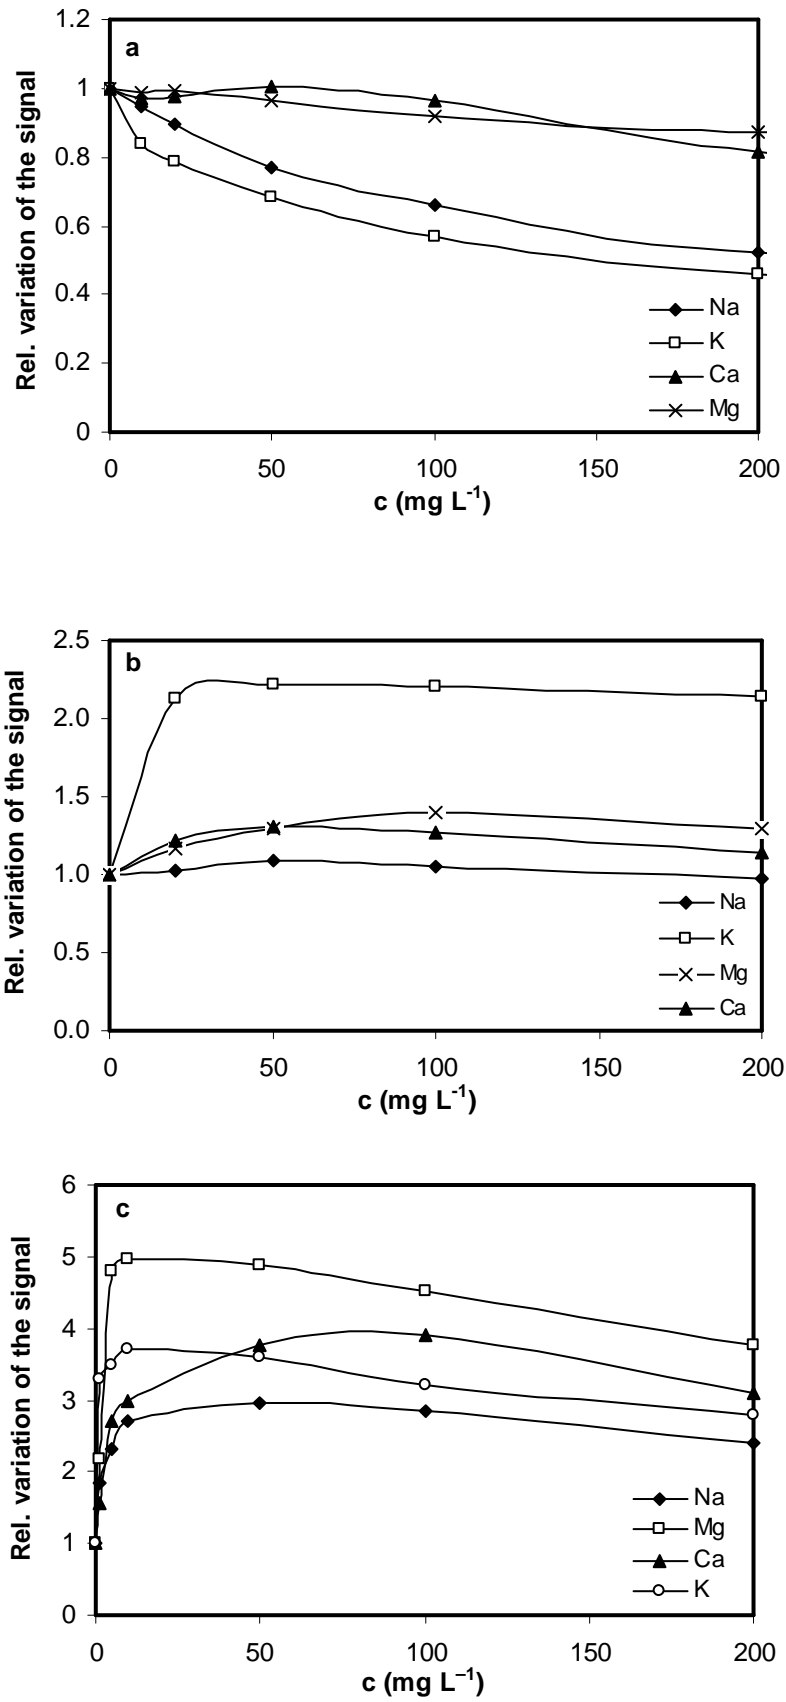 1.2
a
1
0.8
0.6
0.4
0.2
0
Rel. variation of the signal
Na
K
Ca
Mg
0 50 100 150 200
c (mg L-1)
2.5
b
2.0
1.5
1.0
0.5
0.0
Rel. variation of the signal
Na
K
Mg
Ca
0 50 100 150 200
c (mg L-1)
6
c
5
4
3
2
1
0
Rel. variation of the signal
Na
Mg
Ca
K
0 50 100 150 200
c (mg L–1)